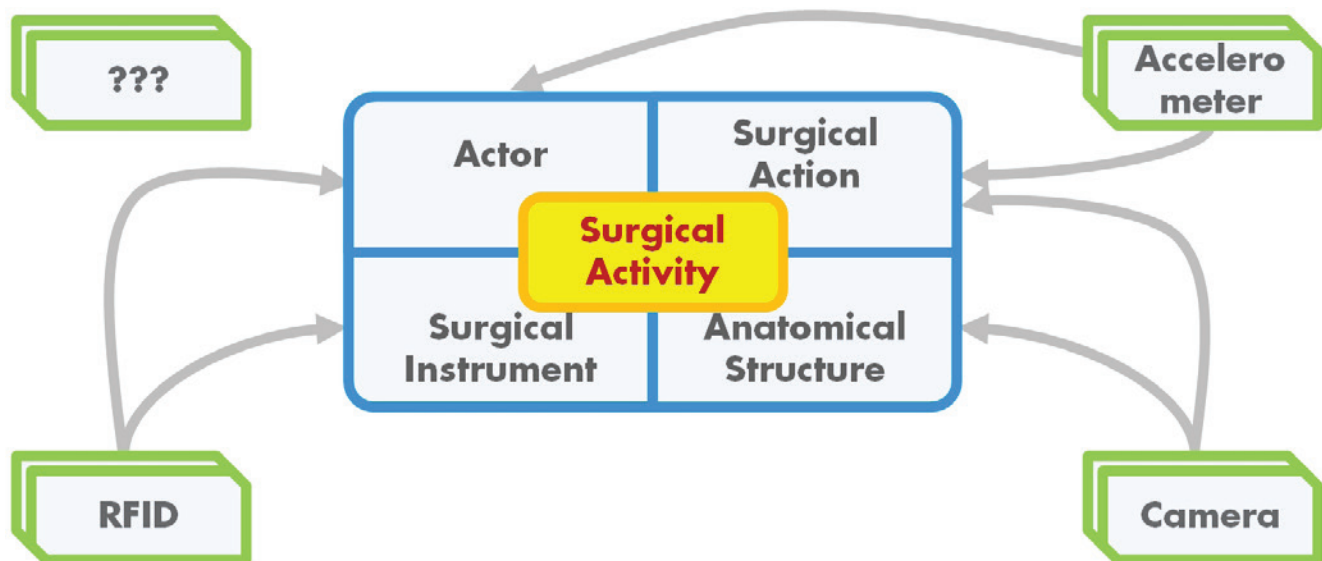 ???
Accelero
meter
Actor
Surgical
Action
Surgical
Activity
Surgical
Instrument
Anatomical
Structure
RFID
Camera